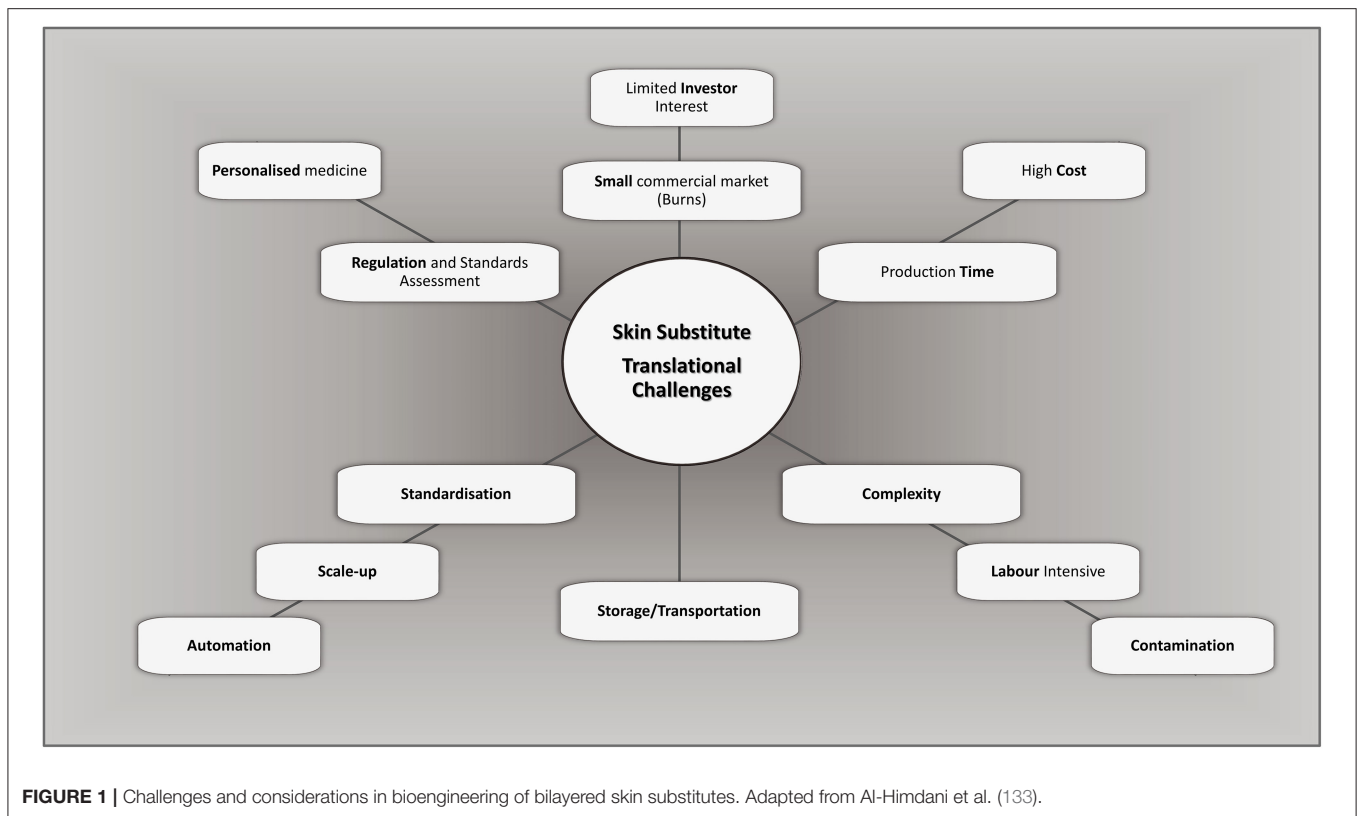 Limited Investor
Interest
Personalised medicine
Small commercial market
(Burns)
High Cost
Regulation and Standards
Assessment
Production Time
Skin Substitute
Translational
Challenges
Standardisation
Complexity
Scale-up
Labour Intensive
Storage/Transportation
Automation
Contamination
FIGURE 1 | Challenges and considerations in bioengineering of bilayered skin substitutes. Adapted from Al-Himdani et al. (133).